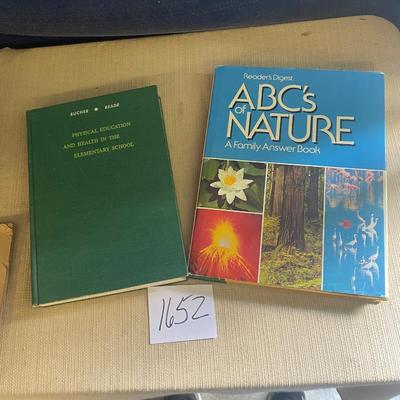 BUCHER ★ READE
PHYSICAL EDUCATION
AND HEALTH IN THE
ELEMENTARY SCHOOL
Reader's Digest
ABC's
of
NATURE
A Family Answer Book
1652